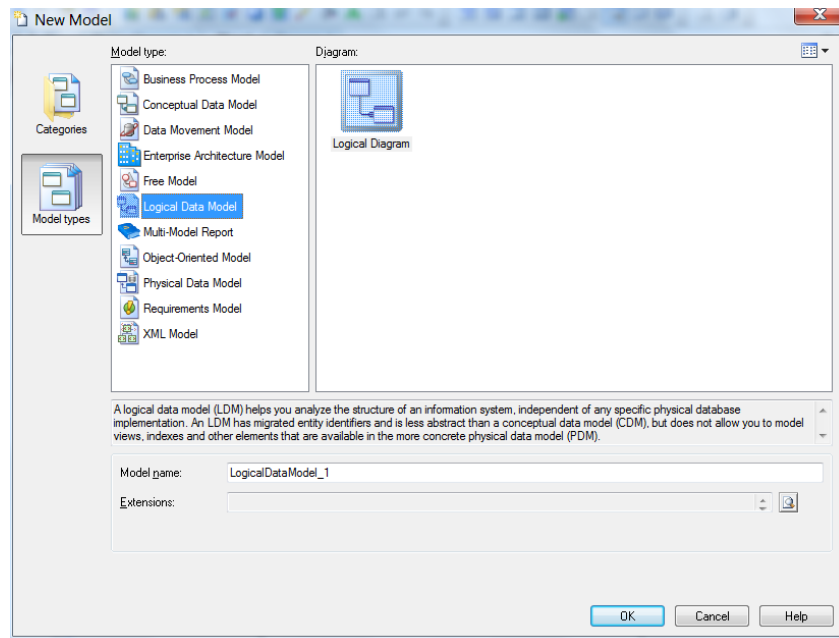 New Model
Model type:
Diagram:
Categories
Model types
Business Process Model
Conceptual Data Model
Data Movement Model
Enterprise Architecture Model
Free Model
Logical Data Model
Multi-Model Report
Object-Oriented Model
Physical Data Model
Requirements Model
XML Model
Logical Diagram
A logical data model (LDM) helps you analyze the structure of an information system, independent of any specific physical database
implementation. An LDM has migrated entity identifiers and is less abstract than a conceptual data model (CDM), but does not allow you to model
views, indexes and other elements that are available in the more concrete physical data model (PDM).
Model name:
LogicalDataModel_1
Extensions:
OK
Cancel
Help